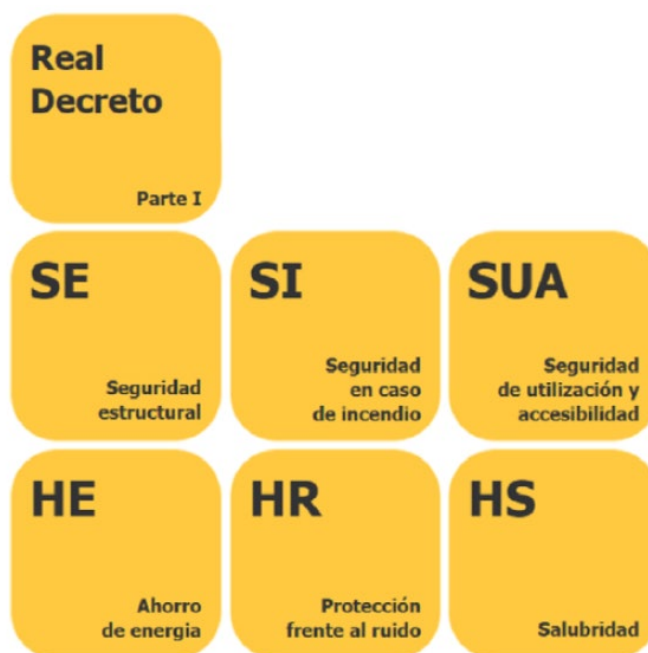 Real
Decreto
Parte I
SE
Seguridad
estructural
SI
Seguridad
en caso
de incendio
SUA
Seguridad
de utilización y
accesibilidad
HE
Ahorro
de energia
HR
Protección
frente al ruido
HS
Salubridad